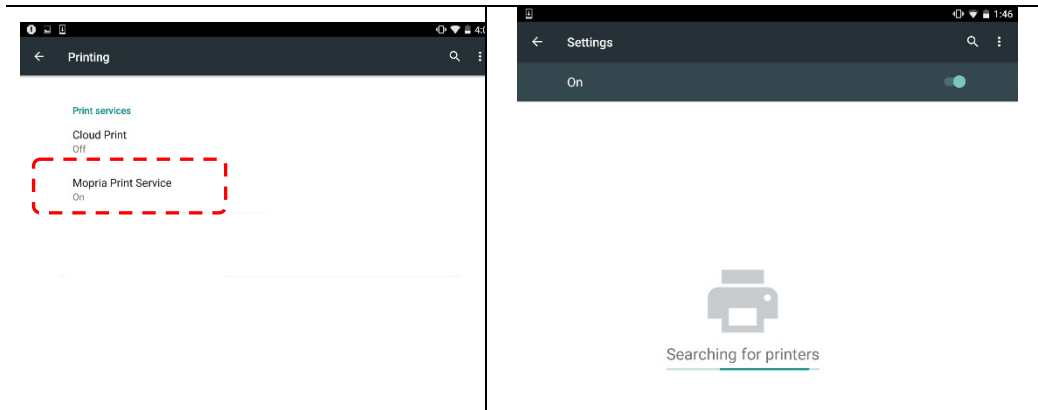 Printing
Print services
Cloud Print
Off
Mopria Print Service
On
1:46
Settings
On
Searching for printers